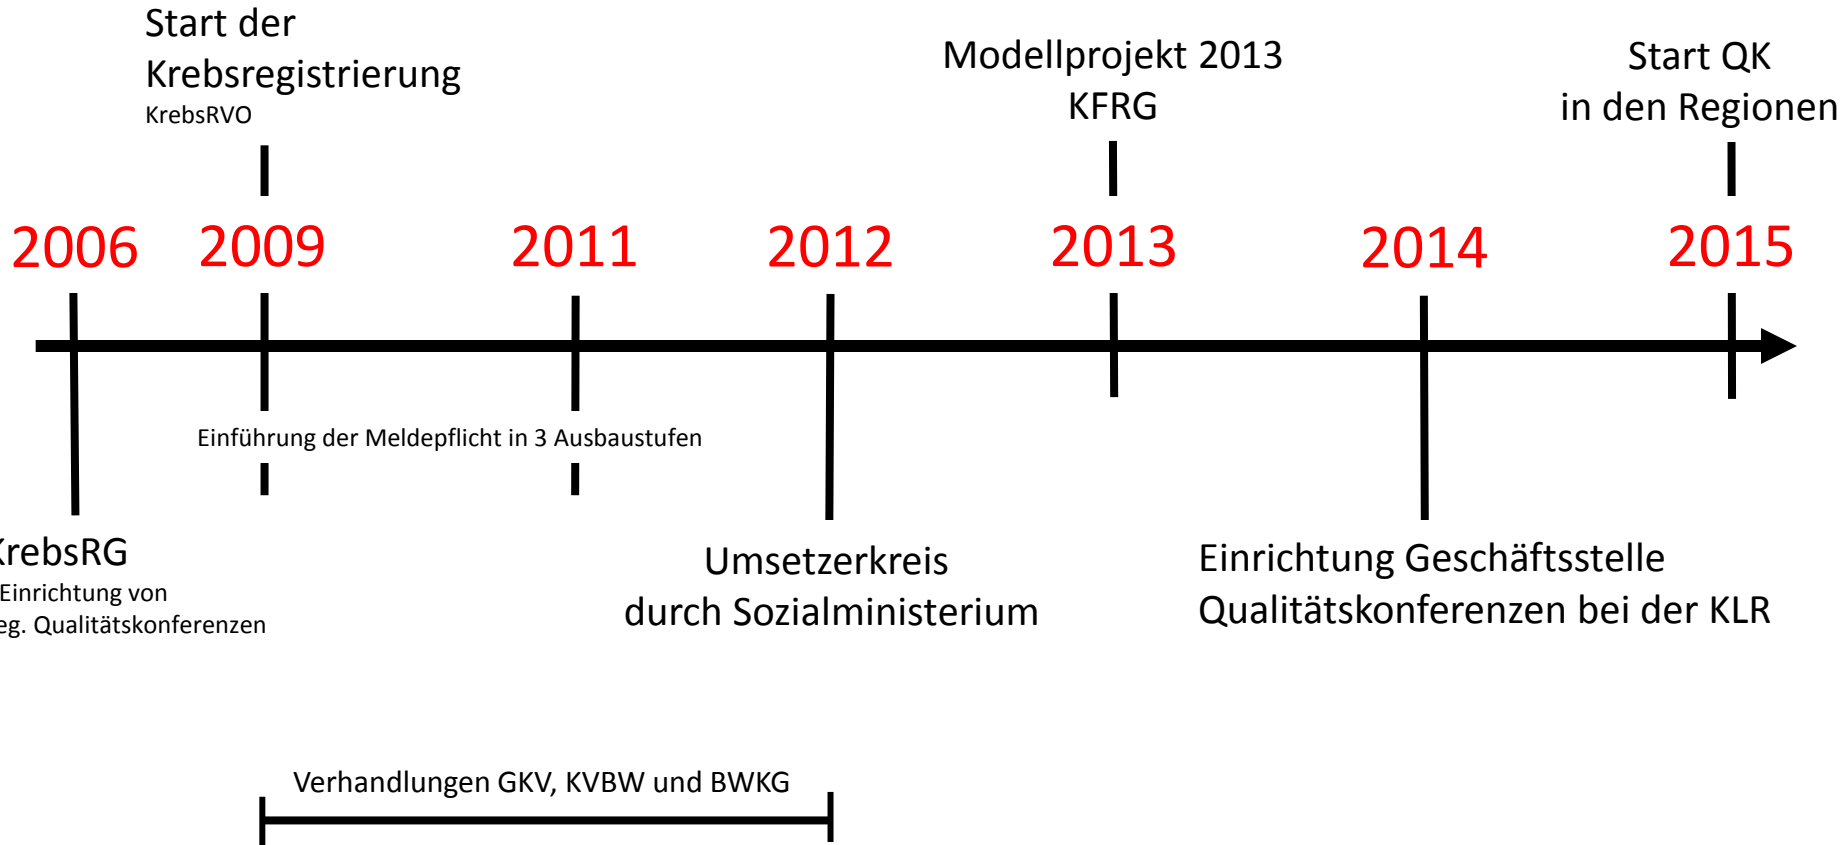 Start der
Krebsregistrierung
KrebsRVO
Modellprojekt 2013
KFRG
Start QK
in den Regionen
2006 2009 2011 2012 2013 2014 2015
Einführung der Meldepflicht in 3 Ausbaustufen
KrebsRG
Einrichtung von
eg. Qualitätskonferenzen
Umsetzerkreis
durch Sozialministerium
Einrichtung Geschäftsstelle
Qualitätskonferenzen bei der KLR
Verhandlungen GKV, KVBW und BWKG